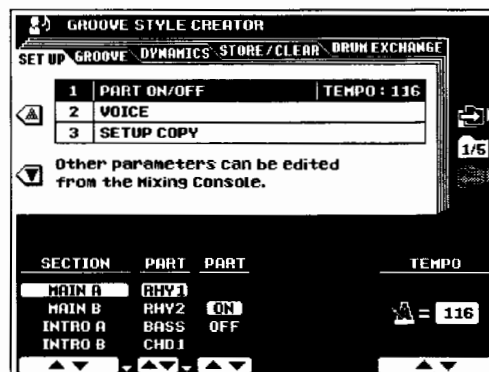 GROOVE STYLE CREATOR
SET UP GROOVE DYNAMICS STORE/CLEAR DRUM EXCHANGE
1 PART ON/OFF TEMPO : 116
2 VOICE
3 SETUP COPY
1/5
Other parameters can be edited
from the Mixing Console.
SECTION PART PART TEMPO
MAIN A RHY1
MAIN B RHY2 ON = 116
INTRO A BASS OFF
INTRO B CHD1